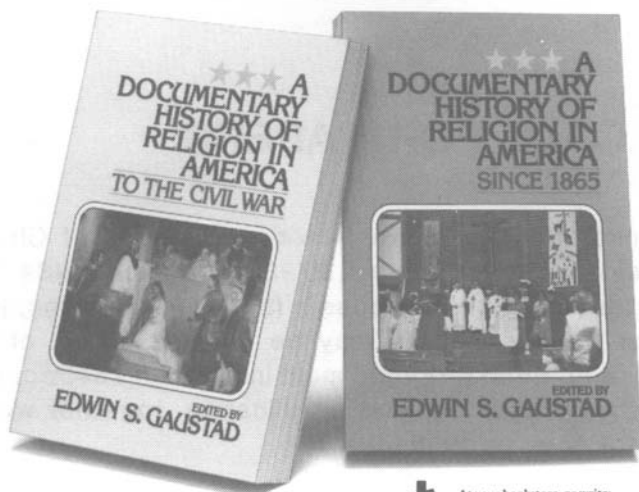 A
DOCUMENTARY
HISTORY OF
RELIGION IN
AMERICA
TO THE CIVIL WAR
EDITED BY
EDWIN S. GAUSTAD
A
DOCUMENTARY
HISTORY OF
RELIGION IN
AMERICA
SINCE 1865
EDITED BY
EDWIN S. GAUSTAD